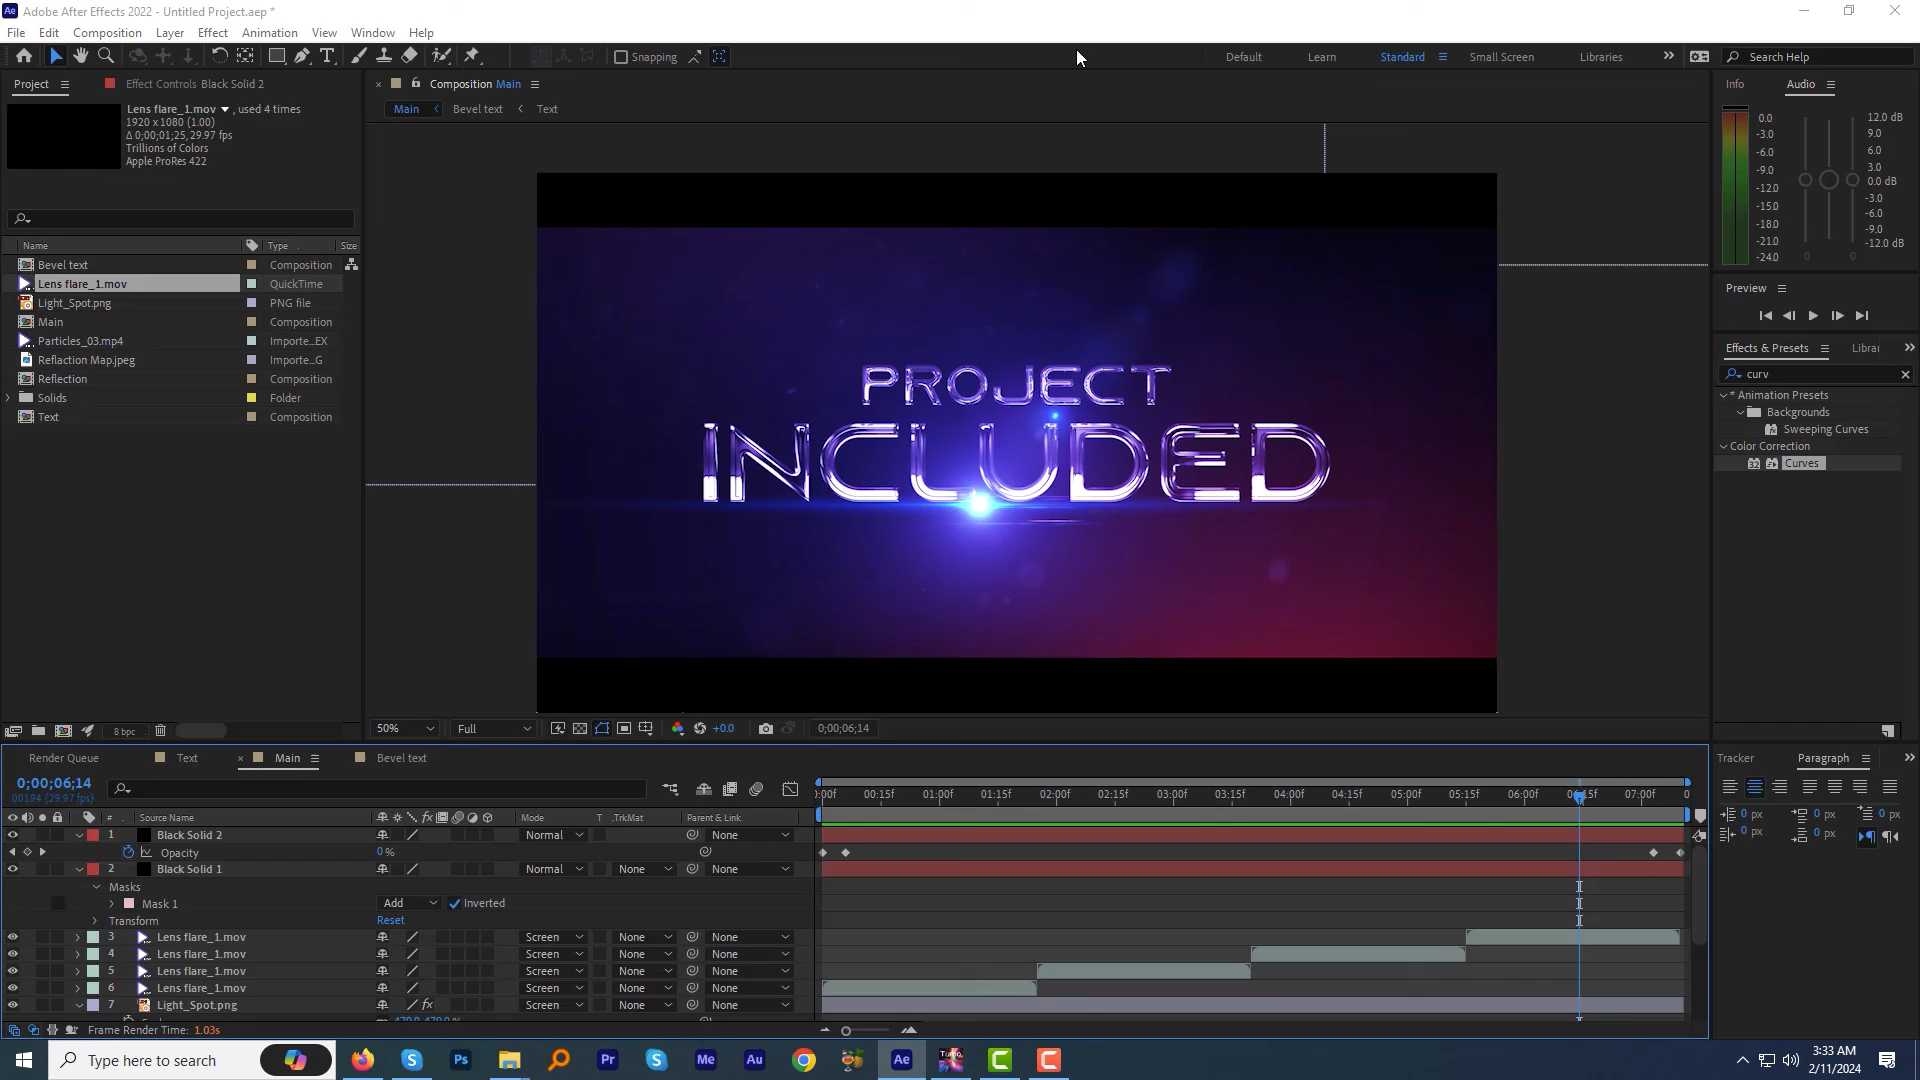 Ae Adobe After Effects 2022 - Untitled Project.aep *
File Edit Composition Layer Effect Animation View Window Help
Snapping Default Learn Standard Small Screen Libraries Search Help
Project Effect Controls Black Solid 2
Lens flare_1.mov , used 4 times
1920 x 1080 (1.00)
Δ 0;00;01;25, 29.97 fps
Trillions of Colors
Apple ProRes 422
Name Type Size
Bevel text Composition
Lens flare_1.mov QuickTime
Light_Spot.png PNG file
Main Composition
Particles_03.mp4 Importe...EX
Reflaction Map.jpeg Importe...G
Reflection Composition
Solids Folder
Text Composition
8 bpc
Composition Main
Main Bevel text Text
PROJECT
INCLUDED
50% Full +0.0 0;00;06;14
Info Audio
0.0
-3.0
-6.0
-9.0
-12.0
-15.0
-18.0
-21.0
-24.0
12.0 dB
9.0
6.0
3.0
0.0 dB
-3.0
-6.0
-9.0
-12.0 dB
0 0
Preview
Effects & Presets Librai
curv
* Animation Presets
Backgrounds
Sweeping Curves
Color Correction
32 Curves
Render Queue Text Main Bevel text
0;00;06;14
00194 (29.97 fps)
# Source Name Mode T .TrkMat Parent & Link
):00f 00:15f 01:00f 01:15f 02:00f 02:15f 03:00f 03:15f 04:00f 04:15f 05:00f 05:15f 06:00f 06:15f 07:00f 0
1 Black Solid 2 Normal None
Opacity 0 %
2 Black Solid 1 Normal None None
Masks
Mask 1 Add Inverted
Transform Reset
3 Lens flare_1.mov Screen None None
4 Lens flare_1.mov Screen None None
5 Lens flare_1.mov Screen None None
6 Lens flare_1.mov Screen None None
7 Light_Spot.png fx Screen None None
Frame Render Time: 1.03s
Tracker Paragraph
0 px 0 px 0 px
0 px 0 px
Type here to search
Ps Pr Me Au Ae
3:33 AM
2/11/2024